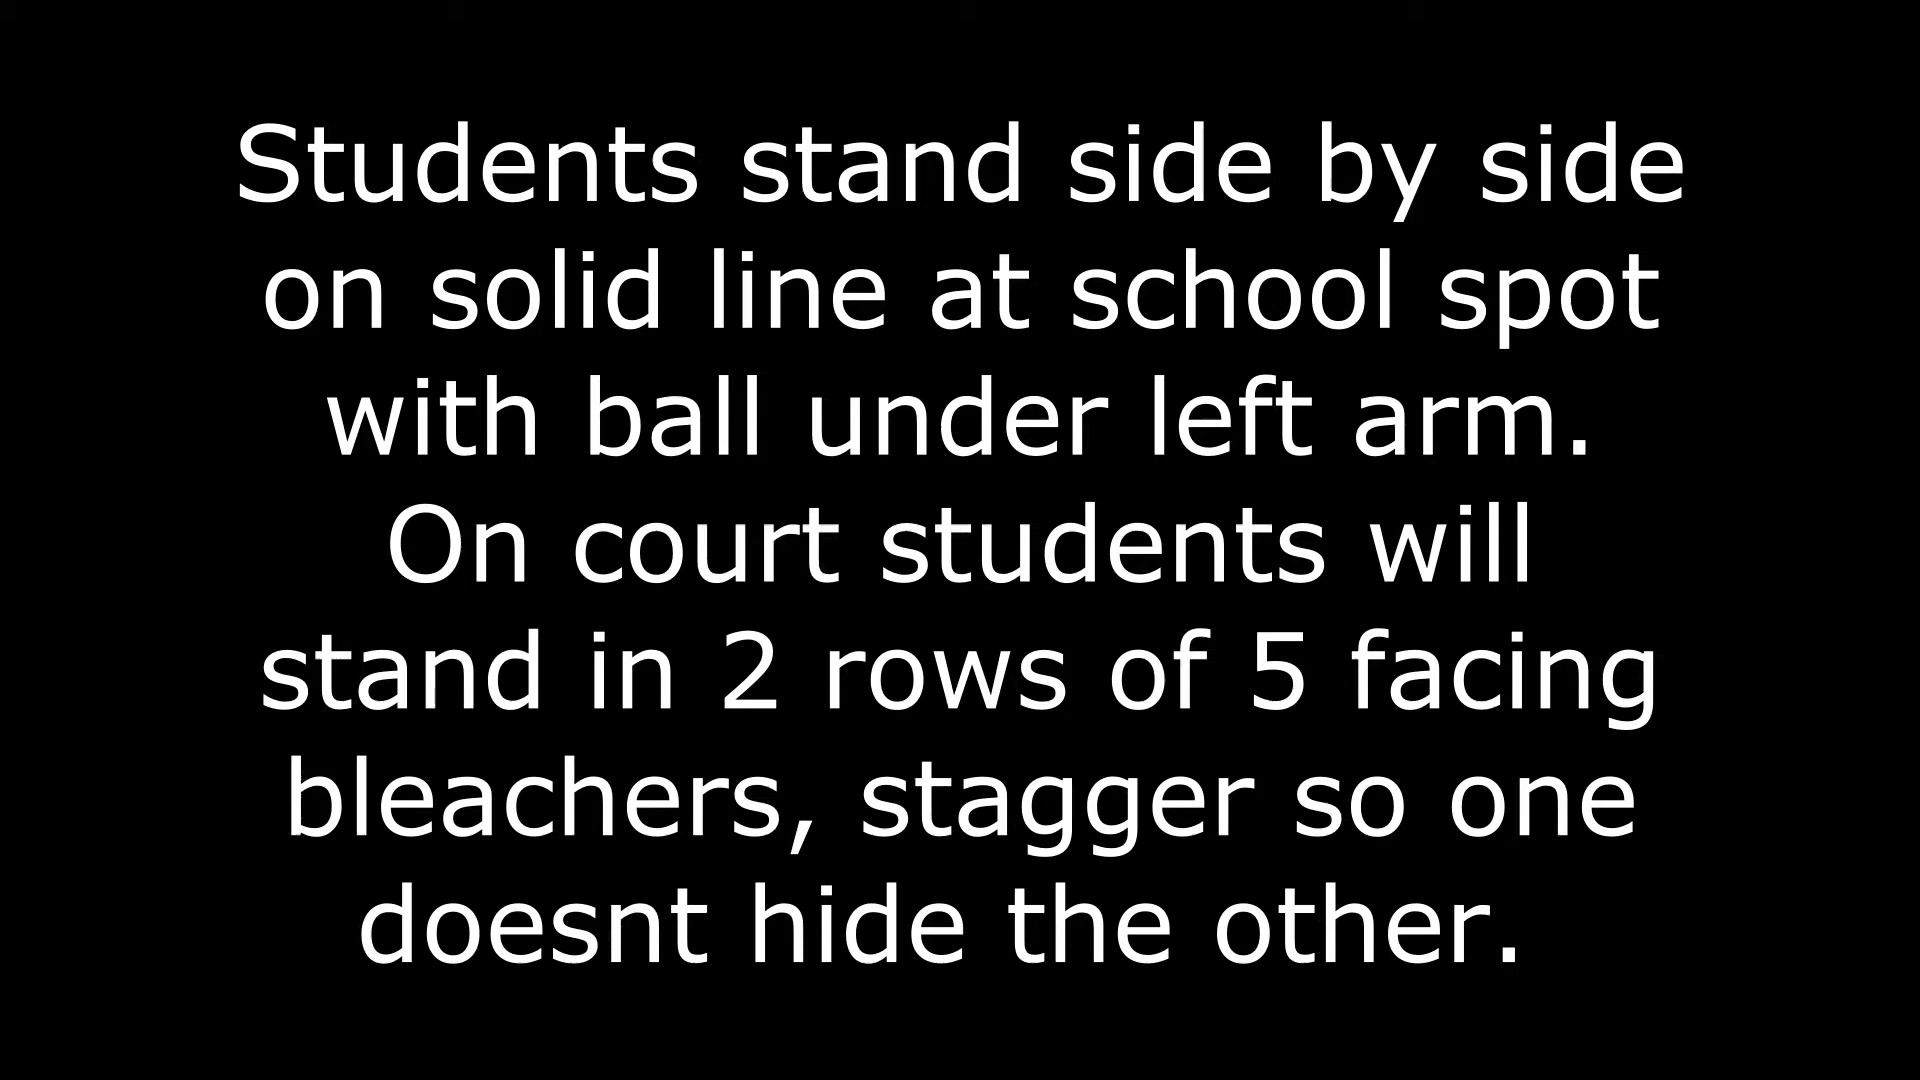 Students stand side by side
on solid line at school spot
with ball under left arm.
On court students will
stand in 2 rows of 5 facing
bleachers, stagger so one
doesnt hide the other.